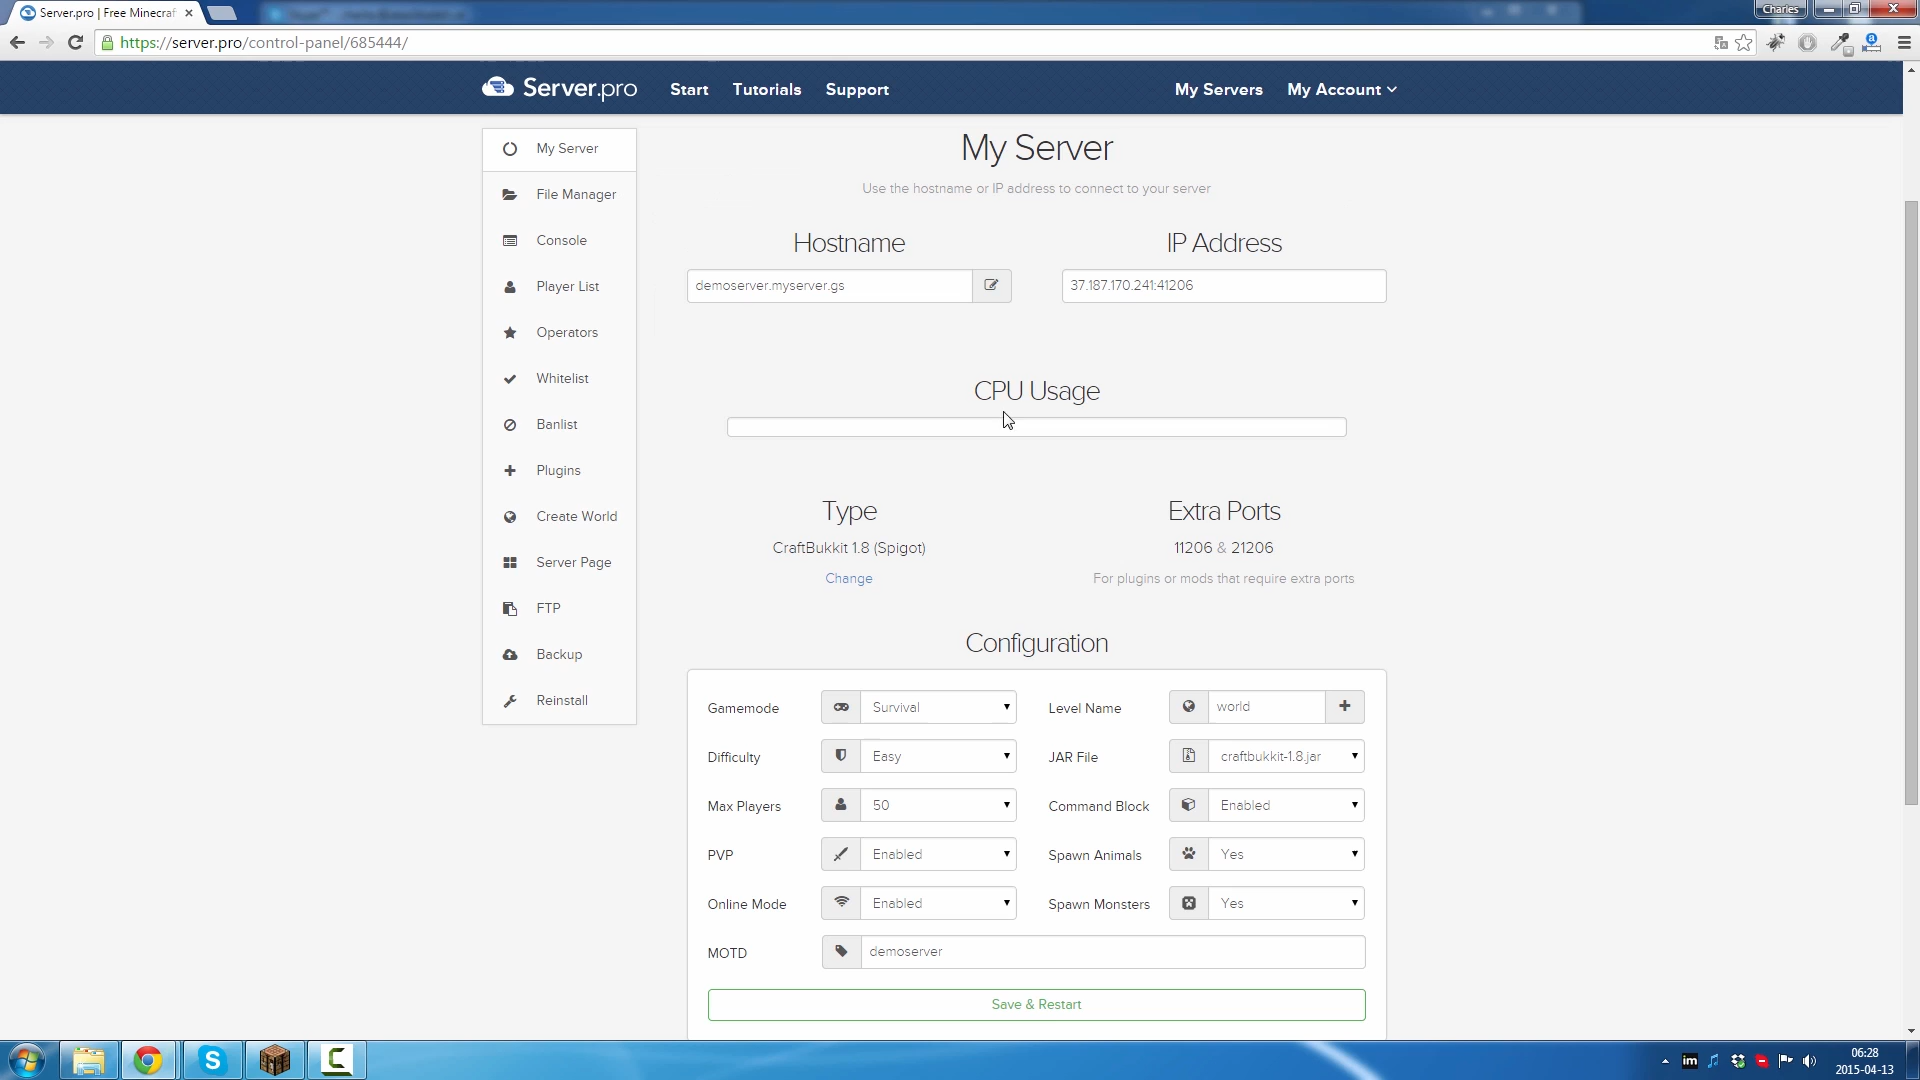 Server.pro | Free Minecraf
Charles
https://server.pro/control-panel/685444/
Server.pro
Start
Tutorials
Support
My Servers
My Account
My Server
File Manager
Console
Player List
Operators
Whitelist
Banlist
Plugins
Create World
Server Page
FTP
Backup
Reinstall
My Server
Use the hostname or IP address to connect to your server
Hostname
IP Address
demoserver.myserver.gs
37.187.170.241:41206
CPU Usage
Type
Extra Ports
CraftBukkit 1.8 (Spigot)
11206 & 21206
Change
For plugins or mods that require extra ports
Configuration
Gamemode
Survival
Level Name
world
Difficulty
Easy
JAR File
craftbukkit-1.8.jar
Max Players
50
Command Block
Enabled
PVP
Enabled
Spawn Animals
Yes
Online Mode
Enabled
Spawn Monsters
Yes
MOTD
demoserver
Save & Restart
im
06:28
2015-04-13